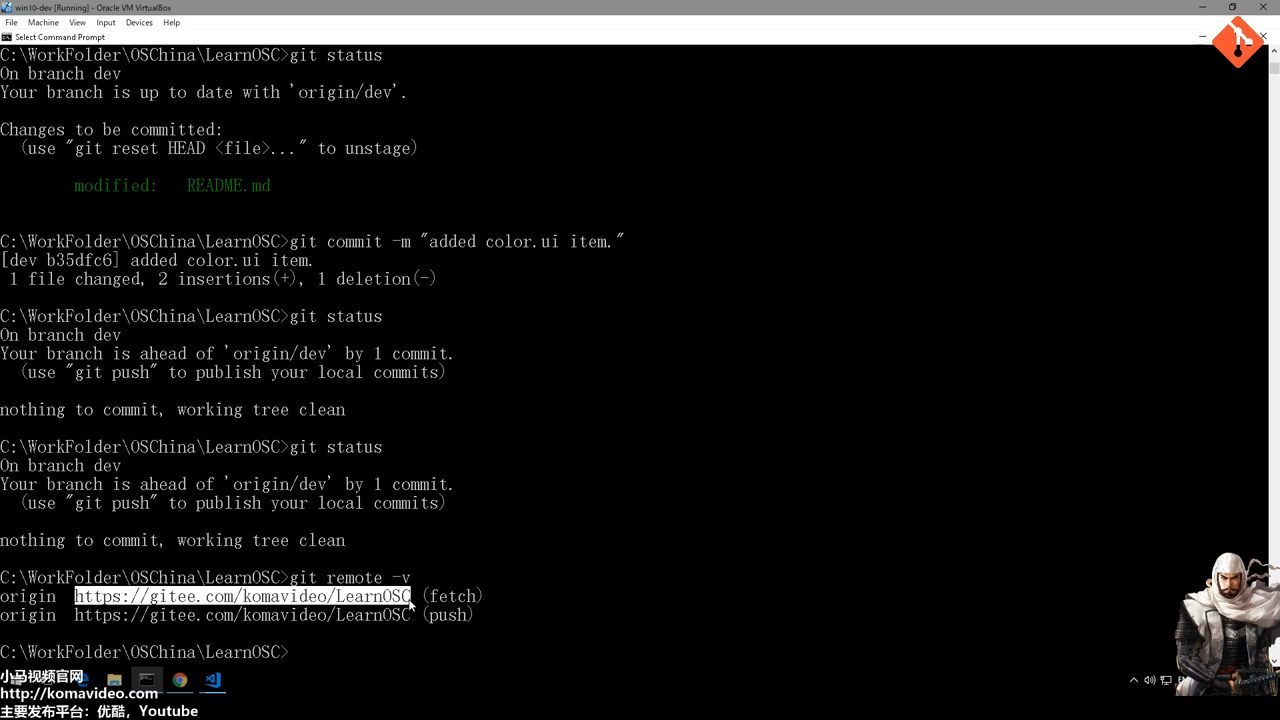 win10-dev [Running] - Oracle VM VirtualBox
File Machine View Input Devices Help
Select Command Prompt
C:\WorkFolder\OSChina\LearnOSC>git status
On branch dev
Your branch is up to date with 'origin/dev'.
Changes to be committed:
(use "git reset HEAD <file>..." to unstage)
modified: README.md
C:\WorkFolder\OSChina\LearnOSC>git commit -m "added color.ui item."
[dev b35dfc6] added color.ui item.
1 file changed, 2 insertions(+), 1 deletion(-)
C:\WorkFolder\OSChina\LearnOSC>git status
On branch dev
Your branch is ahead of 'origin/dev' by 1 commit.
(use "git push" to publish your local commits)
nothing to commit, working tree clean
C:\WorkFolder\OSChina\LearnOSC>git status
On branch dev
Your branch is ahead of 'origin/dev' by 1 commit.
(use "git push" to publish your local commits)
nothing to commit, working tree clean
C:\WorkFolder\OSChina\LearnOSC>git remote -v
origin https://gitee.com/komavideo/LearnOSC (fetch)
origin https://gitee.com/komavideo/LearnOSC (push)
C:\WorkFolder\OSChina\LearnOSC>
小马视频官网
http://komavideo.com
主要发布平台：优酷，Youtube